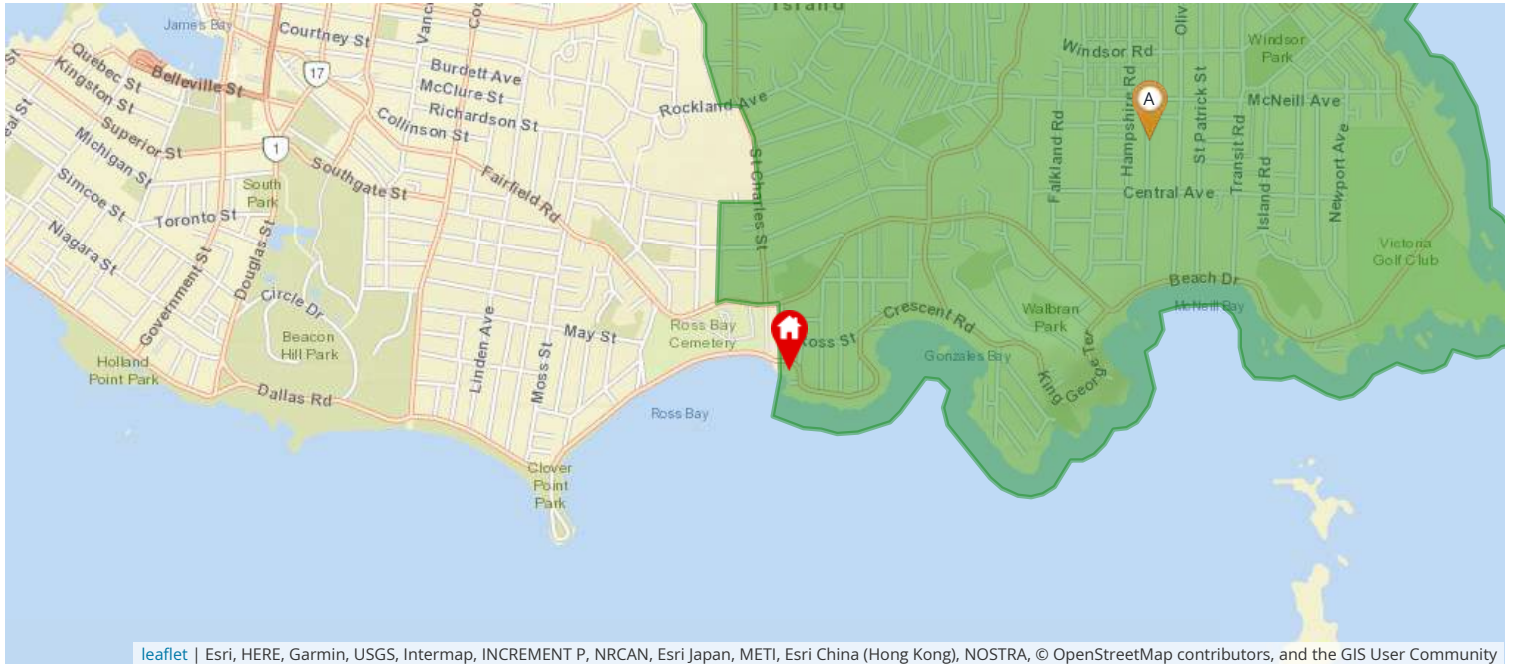 Island
James Bay
Courtney St
Vanc
Coo
Oliv
Windsor Rd
Windsor
Park
17
Quebec St
Kingston St
Belleville St
Burdett Ave
McClure St
Richardson St
Collinson St
Rockland Ave
Hampshire Rd
A
McNeill Ave
St Patrick St
Transit Rd
Falkland Rd
Superior St
Michigan St
1
Simcoe St
South
Park
Southgate St
Fairfield Rd
St Charles St
Central Ave
Island Rd
Newport Ave
Toronto St
Niagara St
Government St
Douglas St
Victoria
Golf Club
Circle Dr
Beach Dr
McNeill Bay
Beacon
Hill Park
Linden Ave
Moss St
May St
Ross Bay
Cemetery
Ross St
Crescent Rd
Walbran
Park
Gonzales Bay
King
George Ter
Holland
Point Park
Dallas Rd
Ross Bay
Clover
Point
Park
leaflet | Esri, HERE, Garmin, USGS, Intermap, INCREMENT P, NRCAN, Esri Japan, METI, Esri China (Hong Kong), NOSTRA, © OpenStreetMap contributors, and the GIS User Community